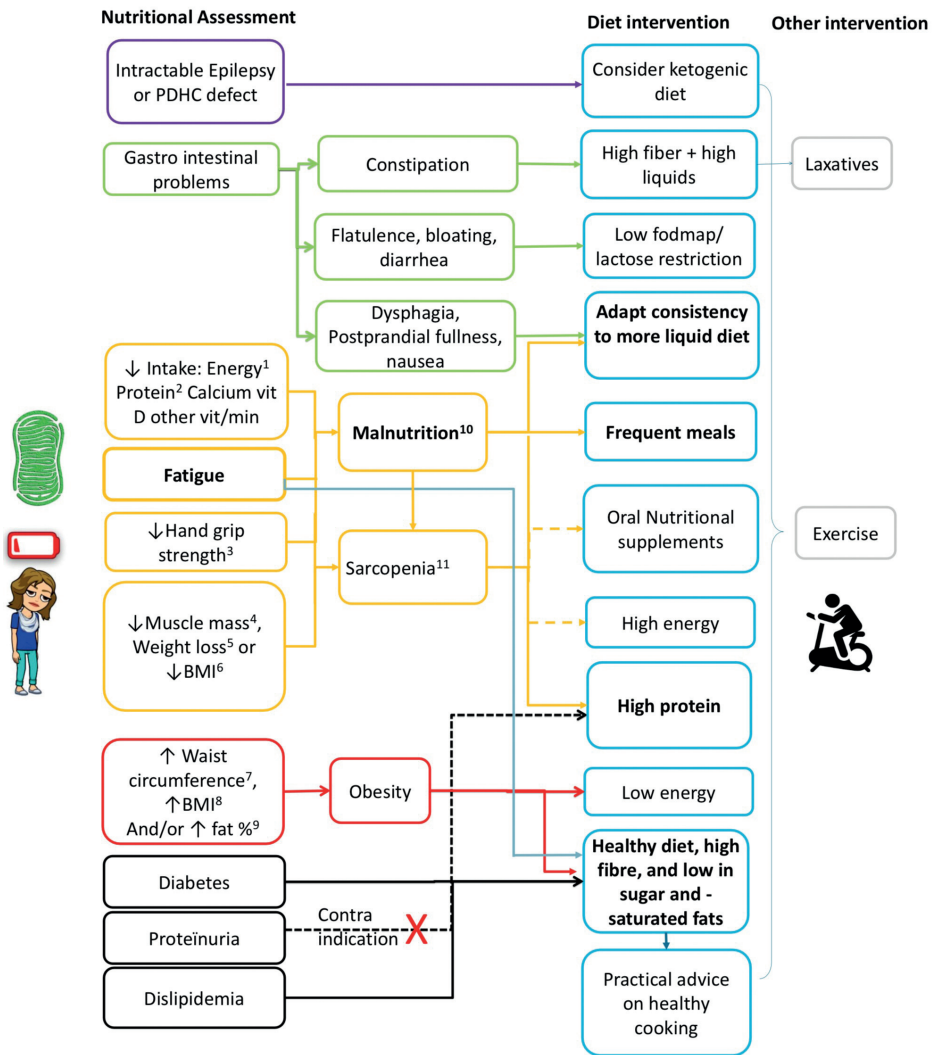 Nutritional Assessment
Diet intervention
Other intervention
Intractable Epilepsy
or PDHC defect
Consider ketogenic
diet
Gastro intestinal
problems
Constipation
High fiber + high
liquids
Laxatives
Flatulence, bloating,
diarrhea
Low fodmap/
lactose restriction
Dysphagia,
Postprandial fullness,
nausea
Adapt consistency
to more liquid diet
↓ Intake: Energy¹
Protein² Calcium vit
D other vit/min
Malnutrition¹⁰
Frequent meals
Fatigue
↓Hand grip
strength³
Sarcopenia¹¹
Oral Nutritional
supplements
Exercise
↓Muscle mass⁴,
Weight loss⁵ or
↓BMI⁶
High energy
High protein
↑ Waist
circumference⁷,
↑BMI⁸
And/or ↑ fat %⁹
Obesity
Low energy
Healthy diet, high
fibre, and low in
sugar and -
saturated fats
Diabetes
Proteïnuria
Contra
indication
X
Dislipidemia
Practical advice
on healthy
cooking